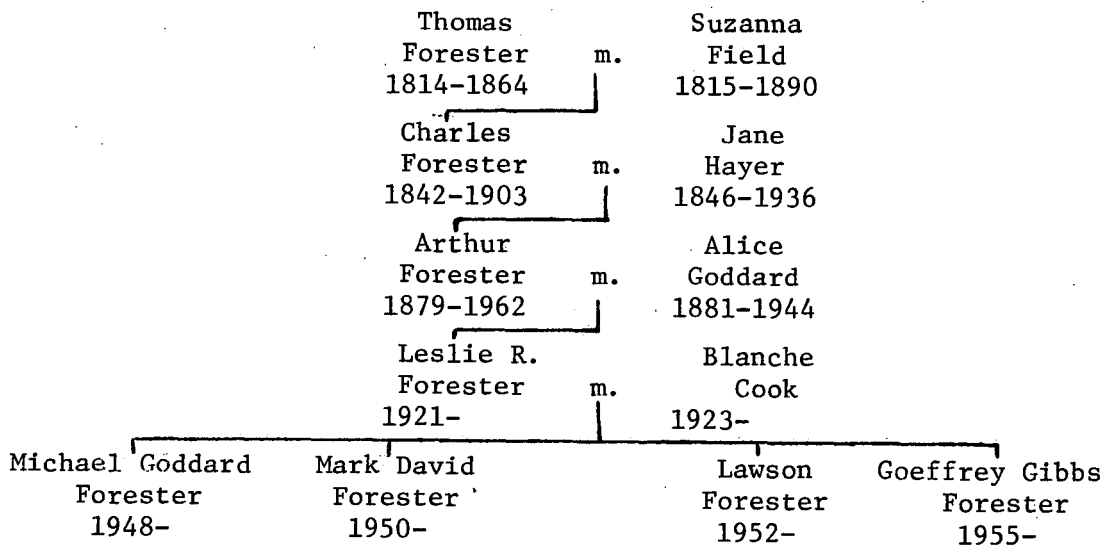 Thomas Suzanna
Forester m. Field
1814-1864 1815-1890
Charles Jane
Forester m. Hayer
1842-1903 1846-1936
Arthur Alice
Forester m. Goddard
1879-1962 1881-1944
Leslie R. Blanche
Forester m. Cook
1921- 1923-
Michael Goddard Mark David Lawson Goeffrey Gibbs
Forester Forester Forester Forester
1948- 1950- 1952- 1955-